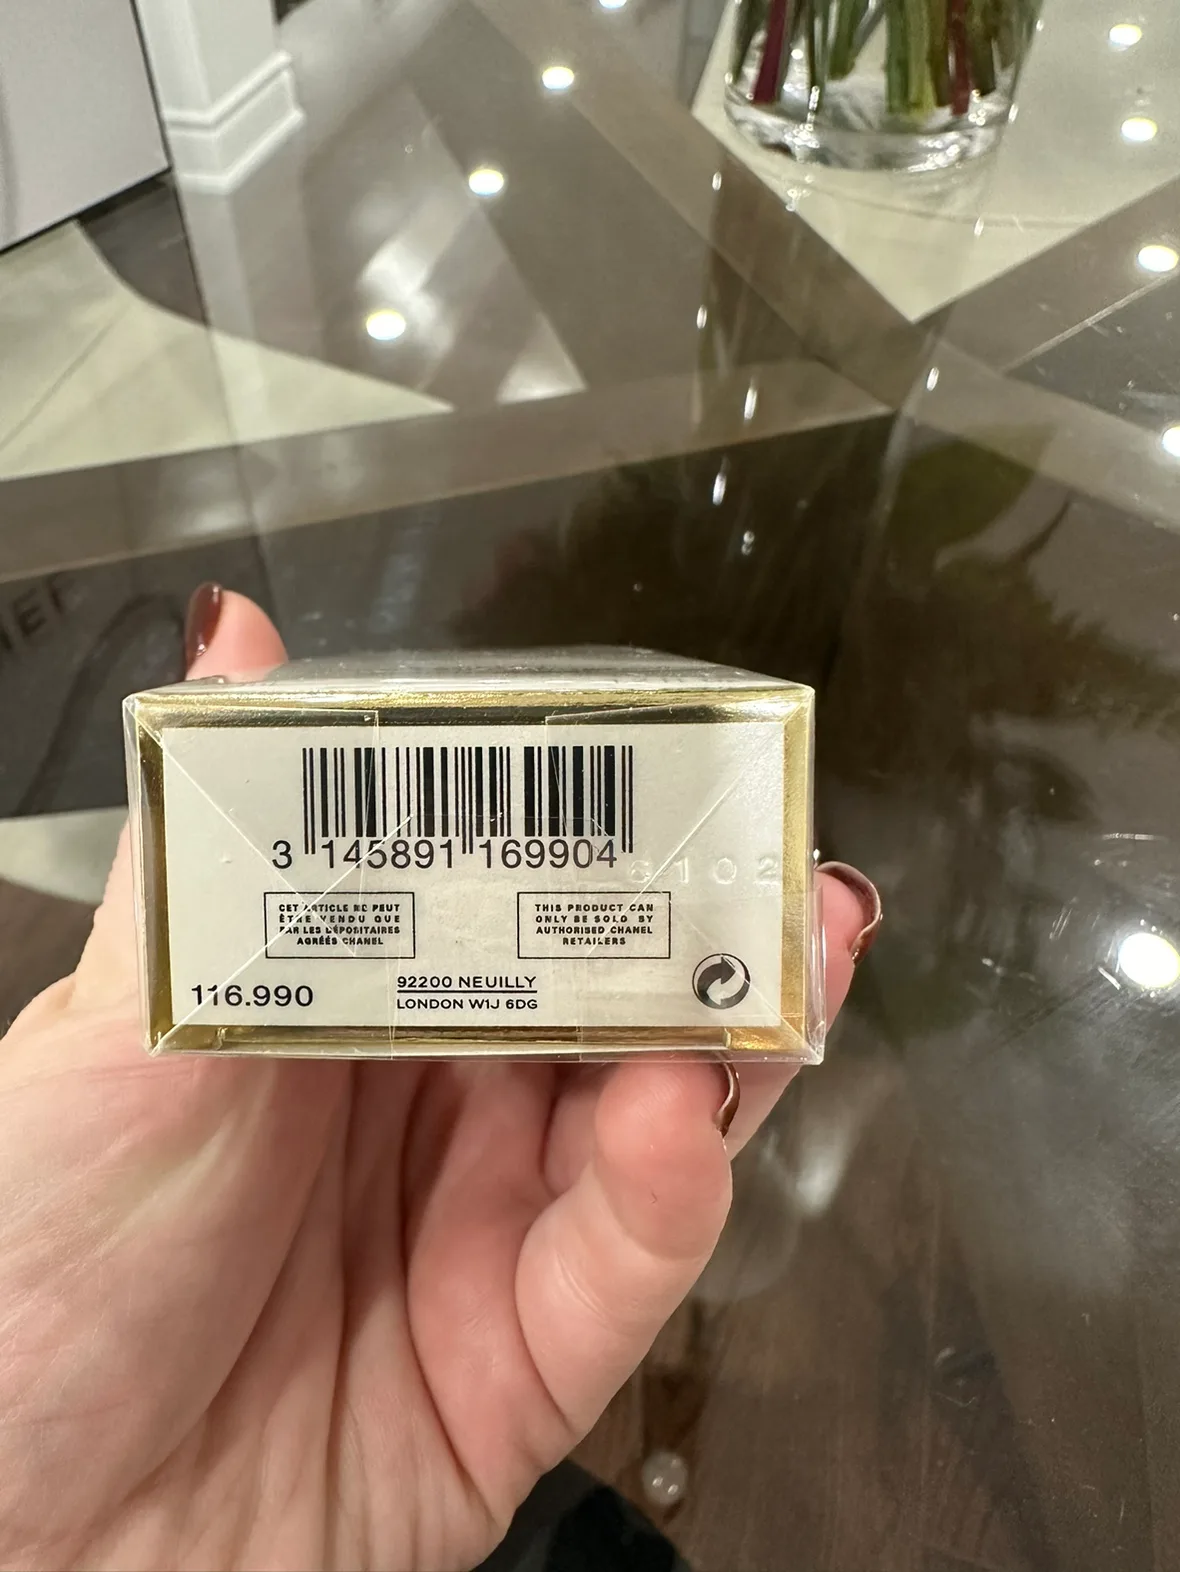 3 145891 169904
6102
CET ARTICLE NE PEUT
ÊTRE VENDU QUE
PAR LES DÉPOSITAIRES
AGRÉÉS CHANEL
THIS PRODUCT CAN
ONLY BE SOLD BY
AUTHORISED CHANEL
RETAILERS
116.990
92200 NEUILLY
LONDON W1J 6DG